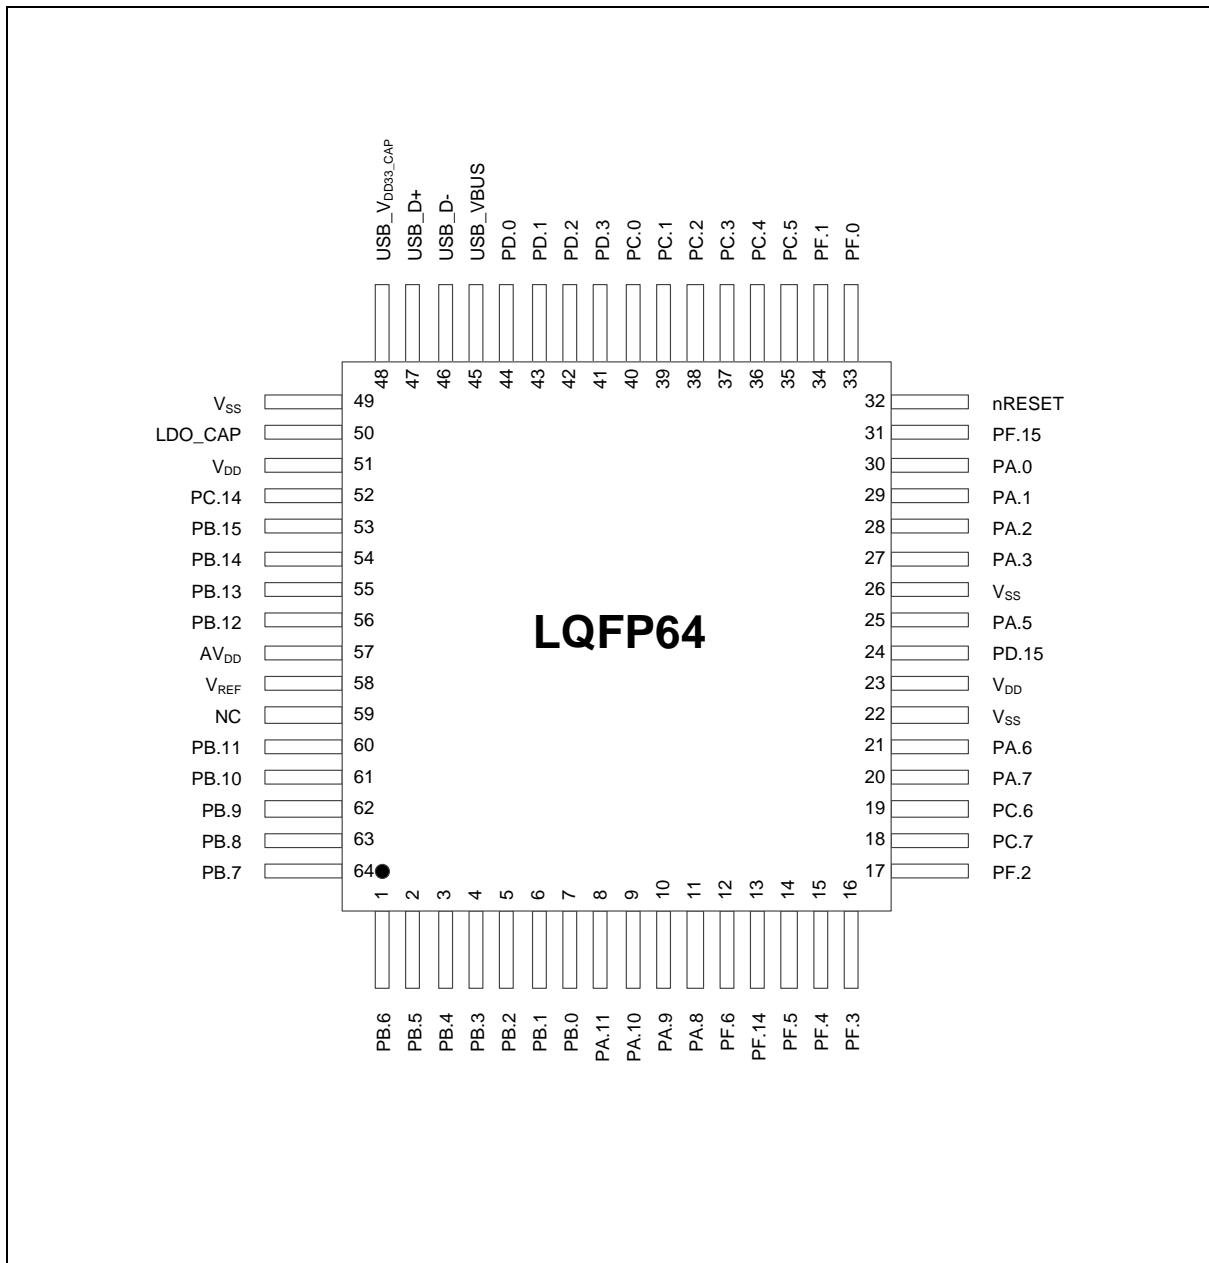 USB_VDD33_CAP
USB_D+
USB_D-
USB_VBUS
PD.0
PD.1
PD.2
PD.3
PC.0
PC.1
PC.2
PC.3
PC.4
PC.5
PF.1
PF.0
48
47
46
45
44
43
42
41
40
39
38
37
36
35
34
33
VSS 49
LDO_CAP 50
VDD 51
PC.14 52
PB.15 53
PB.14 54
PB.13 55
PB.12 56
AVDD 57
VREF 58
NC 59
PB.11 60
PB.10 61
PB.9 62
PB.8 63
PB.7 64
LQFP64
32 nRESET
31 PF.15
30 PA.0
29 PA.1
28 PA.2
27 PA.3
26 VSS
25 PA.5
24 PD.15
23 VDD
22 VSS
21 PA.6
20 PA.7
19 PC.6
18 PC.7
17 PF.2
1
2
3
4
5
6
7
8
9
10
11
12
13
14
15
16
PB.6
PB.5
PB.4
PB.3
PB.2
PB.1
PB.0
PA.11
PA.10
PA.9
PA.8
PF.6
PF.14
PF.5
PF.4
PF.3